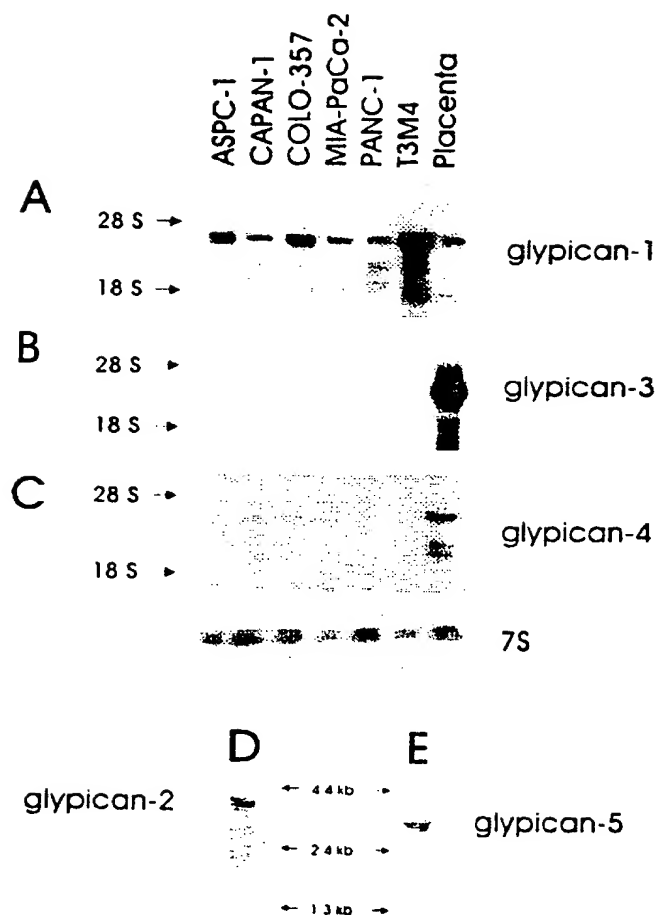 ASPC-1
CAPAN-1
COLO-357
MIA-PaCa-2
PANC-1
T3M4
Placenta
A
28 S →
18 S →
glypican-1
B
28 S →
18 S →
glypican-3
C
28 S →
18 S →
glypican-4
7S
D
E
glypican-2
← 4.4 kb →
← 2.4 kb →
← 1.3 kb →
glypican-5